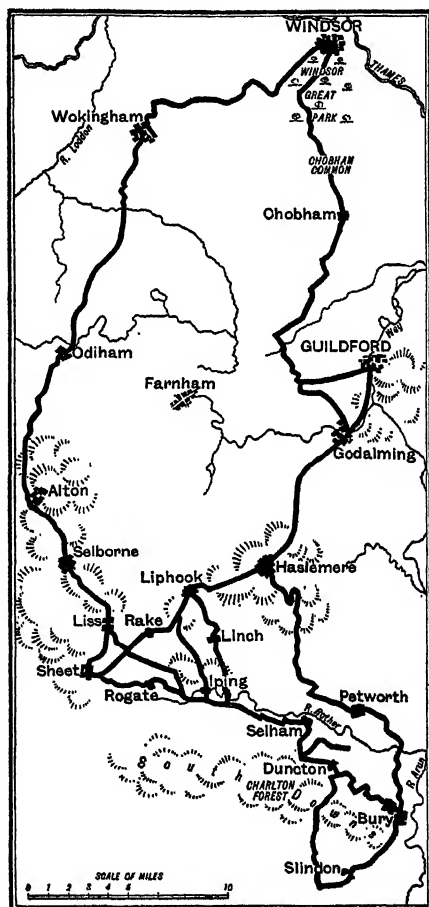 WINDSOR
WINDSOR
GREAT
PARK
THAMES
Wokingham
R. Loddon
CHOBHAM
COMMON
Chobham
Wey
GUILDFORD
Odiham
Farnham
Godalming
Alton
Selborne
Liphook
Haslemere
Liss
Rake
Linch
Sheet
Rogate
Iping
Petworth
R. Rother
Selham
R. Arun
South Downs
Duncton
CHARLTON
FOREST
Bury
Slindon
SCALE OF MILES
0 1 2 3 4 6 10